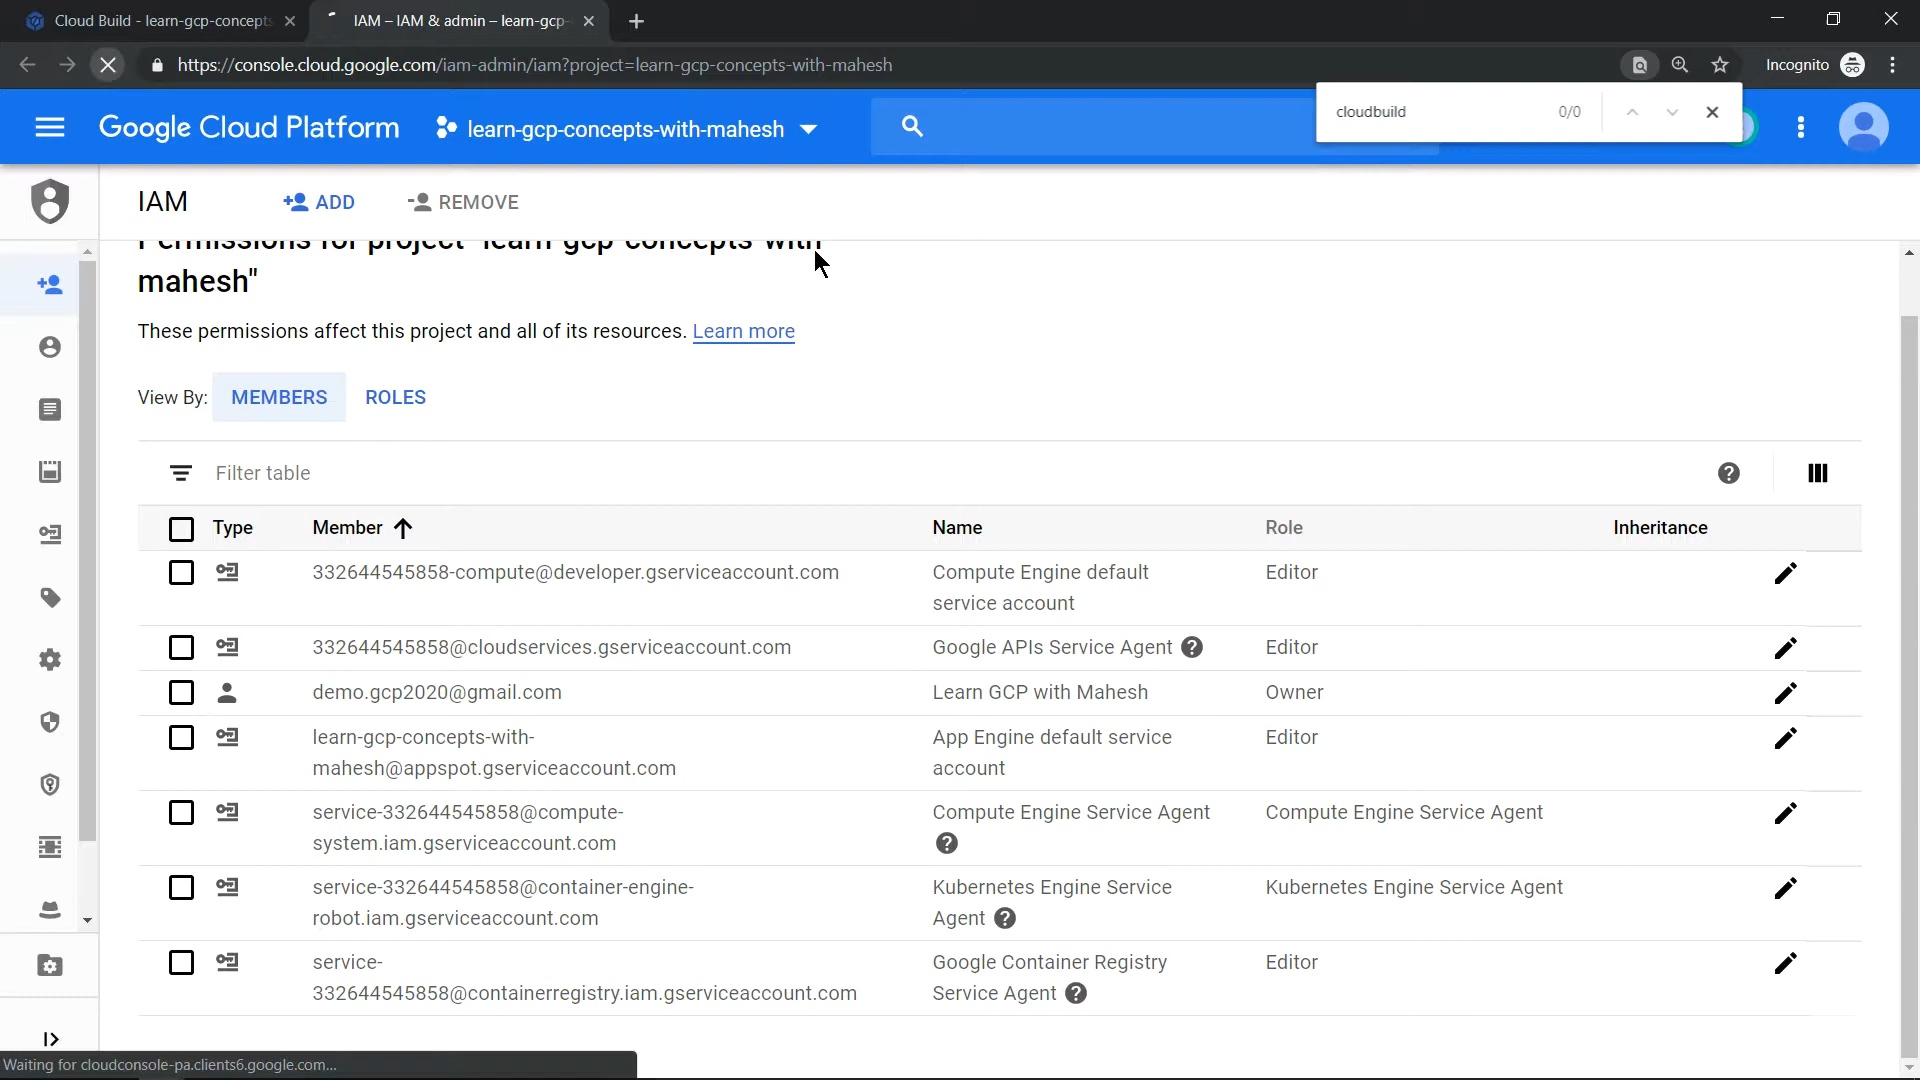 Cloud Build - learn-gcp-concepts
IAM – IAM & admin – learn-gcp-
https://console.cloud.google.com/iam-admin/iam?project=learn-gcp-concepts-with-mahesh
Incognito
cloudbuild 0/0
Google Cloud Platform learn-gcp-concepts-with-mahesh
IAM ADD REMOVE
Permissions for project "learn-gcp-concepts-with-
mahesh"
These permissions affect this project and all of its resources. Learn more
View By: MEMBERS ROLES
Filter table
Type Member Name Role Inheritance
332644545858-compute@developer.gserviceaccount.com Compute Engine default Editor
service account
332644545858@cloudservices.gserviceaccount.com Google APIs Service Agent Editor
demo.gcp2020@gmail.com Learn GCP with Mahesh Owner
learn-gcp-concepts-with- App Engine default service Editor
mahesh@appspot.gserviceaccount.com account
service-332644545858@compute- Compute Engine Service Agent Compute Engine Service Agent
system.iam.gserviceaccount.com
service-332644545858@container-engine- Kubernetes Engine Service Kubernetes Engine Service Agent
robot.iam.gserviceaccount.com Agent
service- Google Container Registry Editor
332644545858@containerregistry.iam.gserviceaccount.com Service Agent
Waiting for cloudconsole-pa.clients6.google.com...